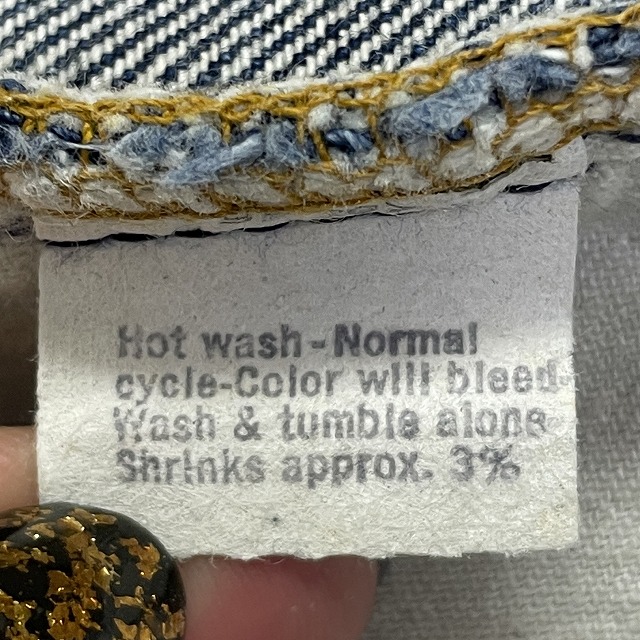 Hot wash-Normal
cycle-Color will bleed-
Wash & tumble alone-
Shrinks approx. 3%